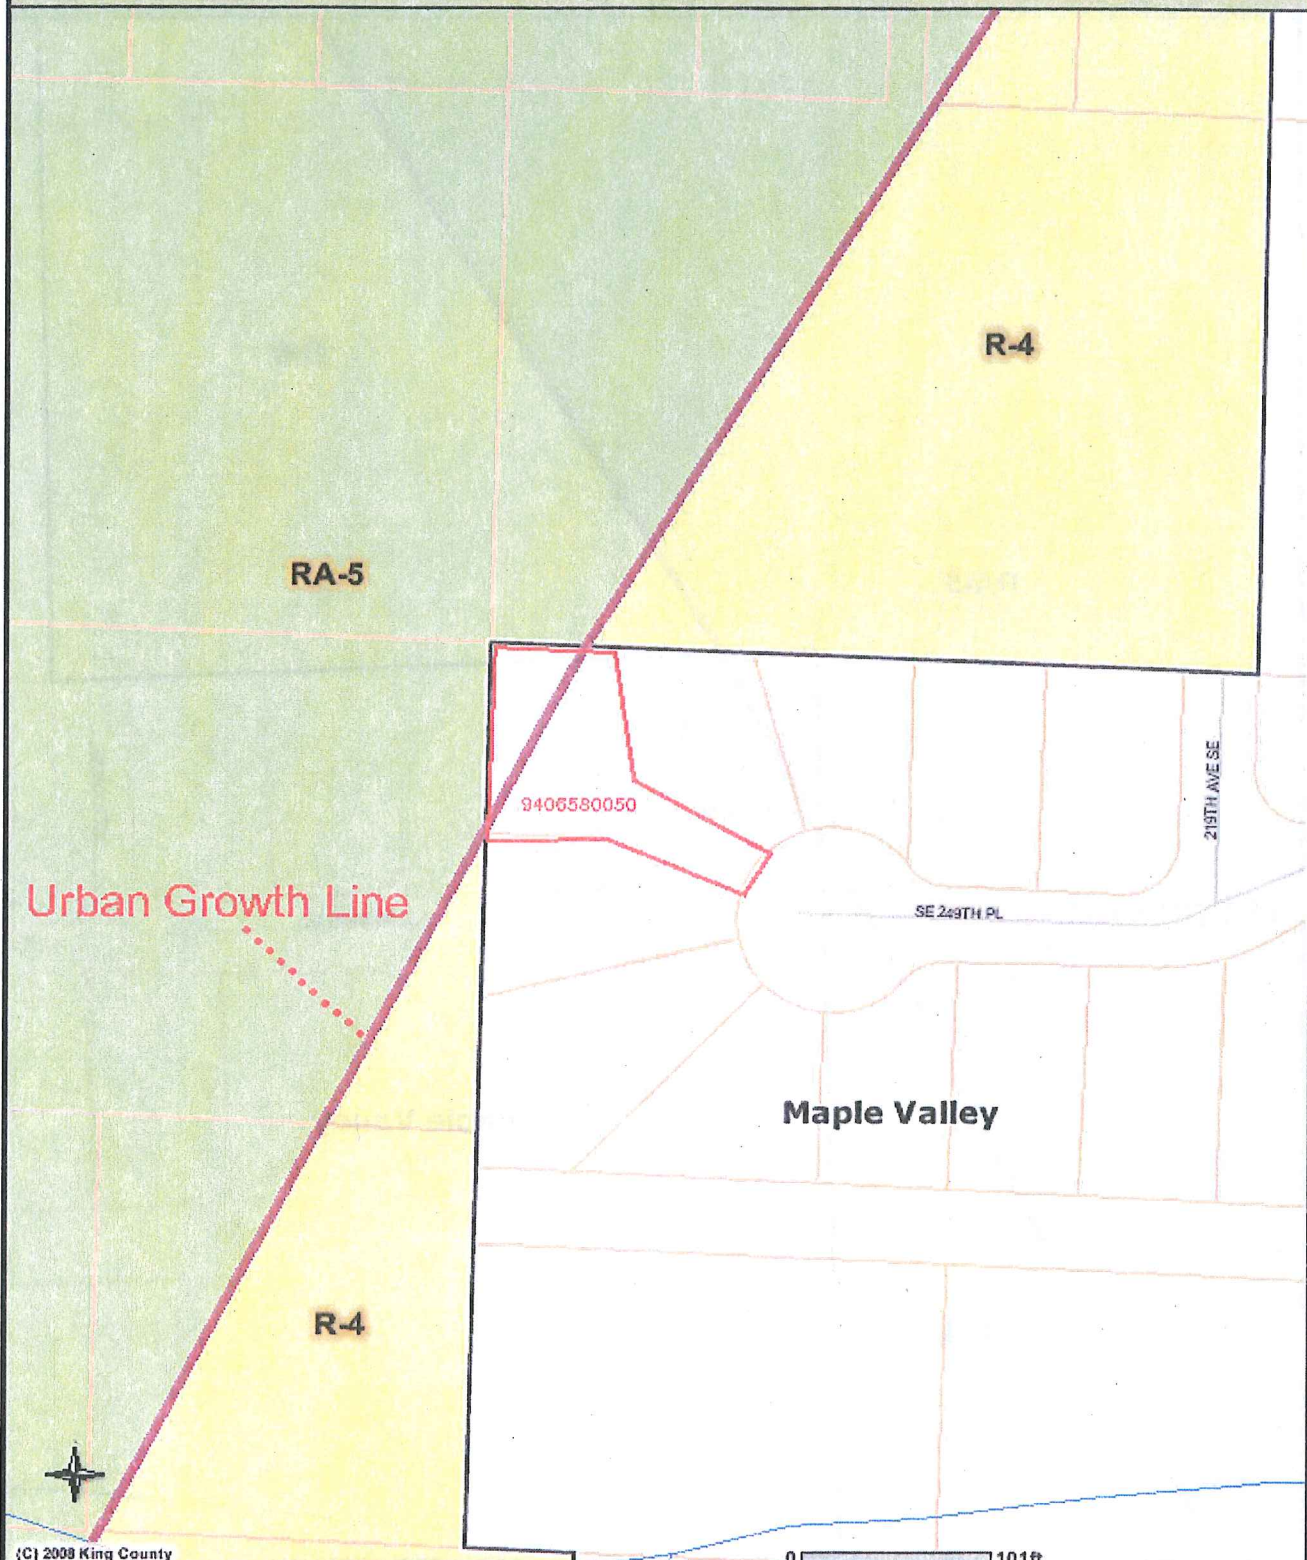 R-4
RA-5
9406580050
219TH AVE SE
Urban Growth Line
SE 249TH PL
Maple Valley
R-4
(C) 2008 King County
0 101ft